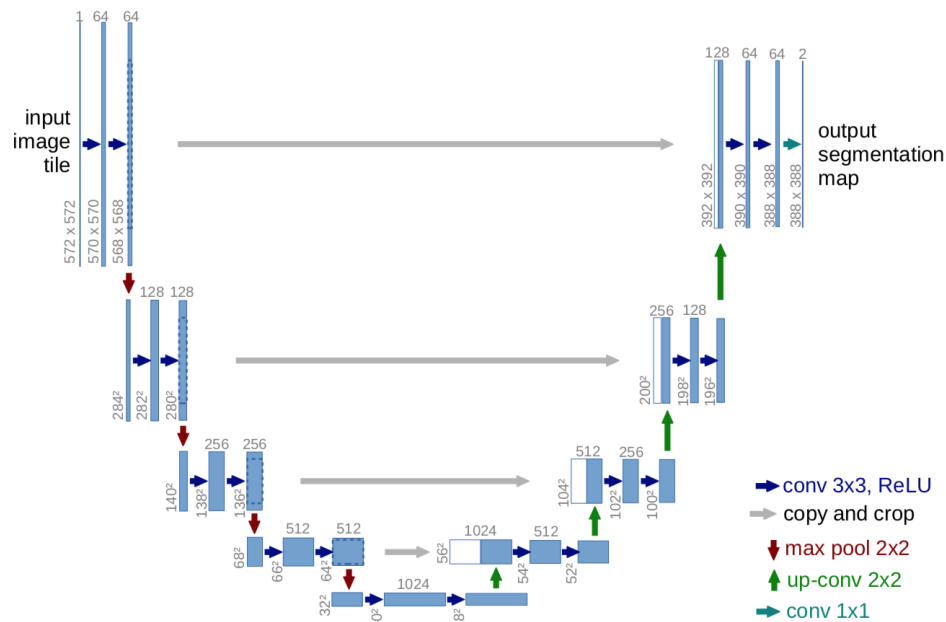 1 64 64
input
image
tile
572 x 572
570 x 570
568 x 568
128 64 64 2
output
segmentation
map
392 x 392
390 x 390
388 x 388
388 x 388
128 128
284²
282²
280²
256 128
200²
198²
196²
256 256
140²
138²
136²
512 256
104²
102²
100²
512 512
68²
66²
64²
1024 512
56²
54²
52²
1024
32²
0²
8²
conv 3x3, ReLU
copy and crop
max pool 2x2
up-conv 2x2
conv 1x1